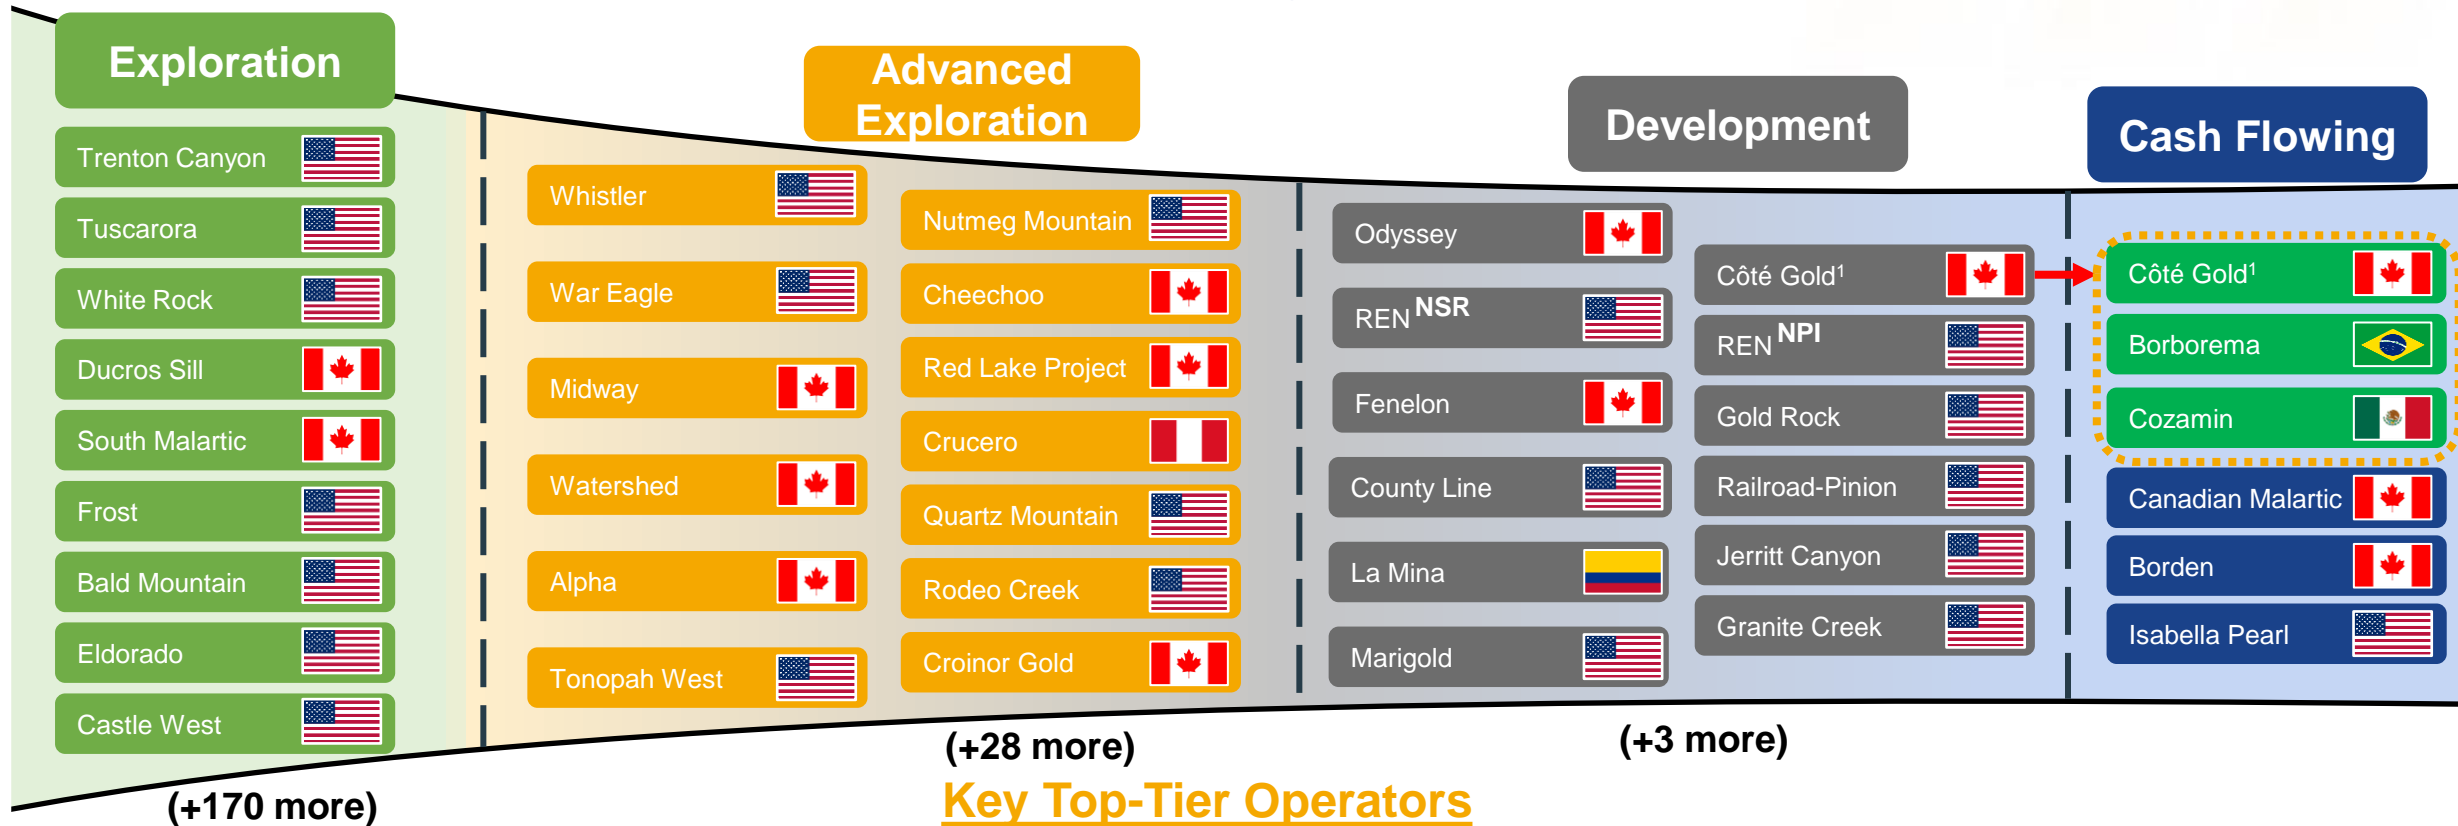 Exploration
Trenton Canyon
Tuscarora
White Rock
Ducros Sill
South Malartic
Frost
Bald Mountain
Eldorado
Castle West
(+170 more)
Advanced
Exploration
Whistler
War Eagle
Midway
Watershed
Alpha
Tonopah West
Nutmeg Mountain
Cheechoo
Red Lake Project
Crucero
Quartz Mountain
Rodeo Creek
Croinor Gold
(+28 more)
Development
Odyssey
REN NSR
Fenelon
County Line
La Mina
Marigold
Côté Gold¹
REN NPI
Gold Rock
Railroad-Pinion
Jerritt Canyon
Granite Creek
(+3 more)
Cash Flowing
Côté Gold¹
Borborema
Cozamin
Canadian Malartic
Borden
Isabella Pearl
Key Top-Tier Operators